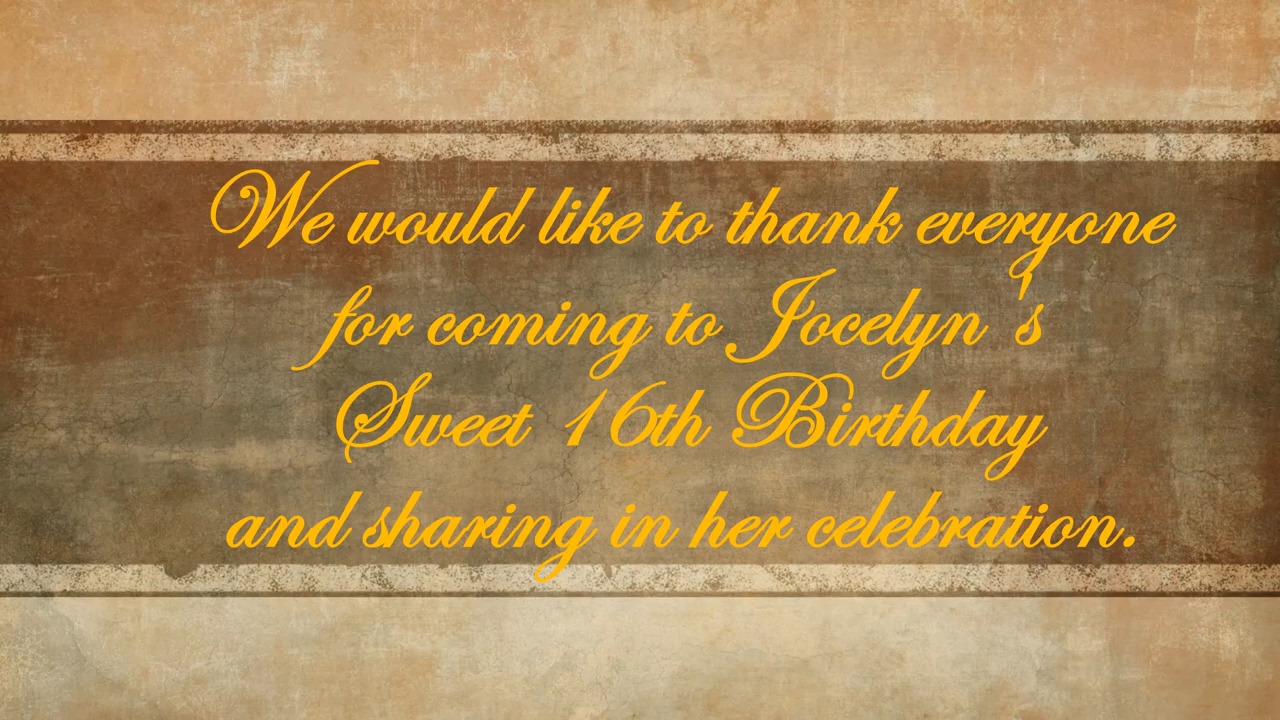 We would like to thank everyone
for coming to Jocelyn 's
Sweet 16th Birthday
and sharing in her celebration.